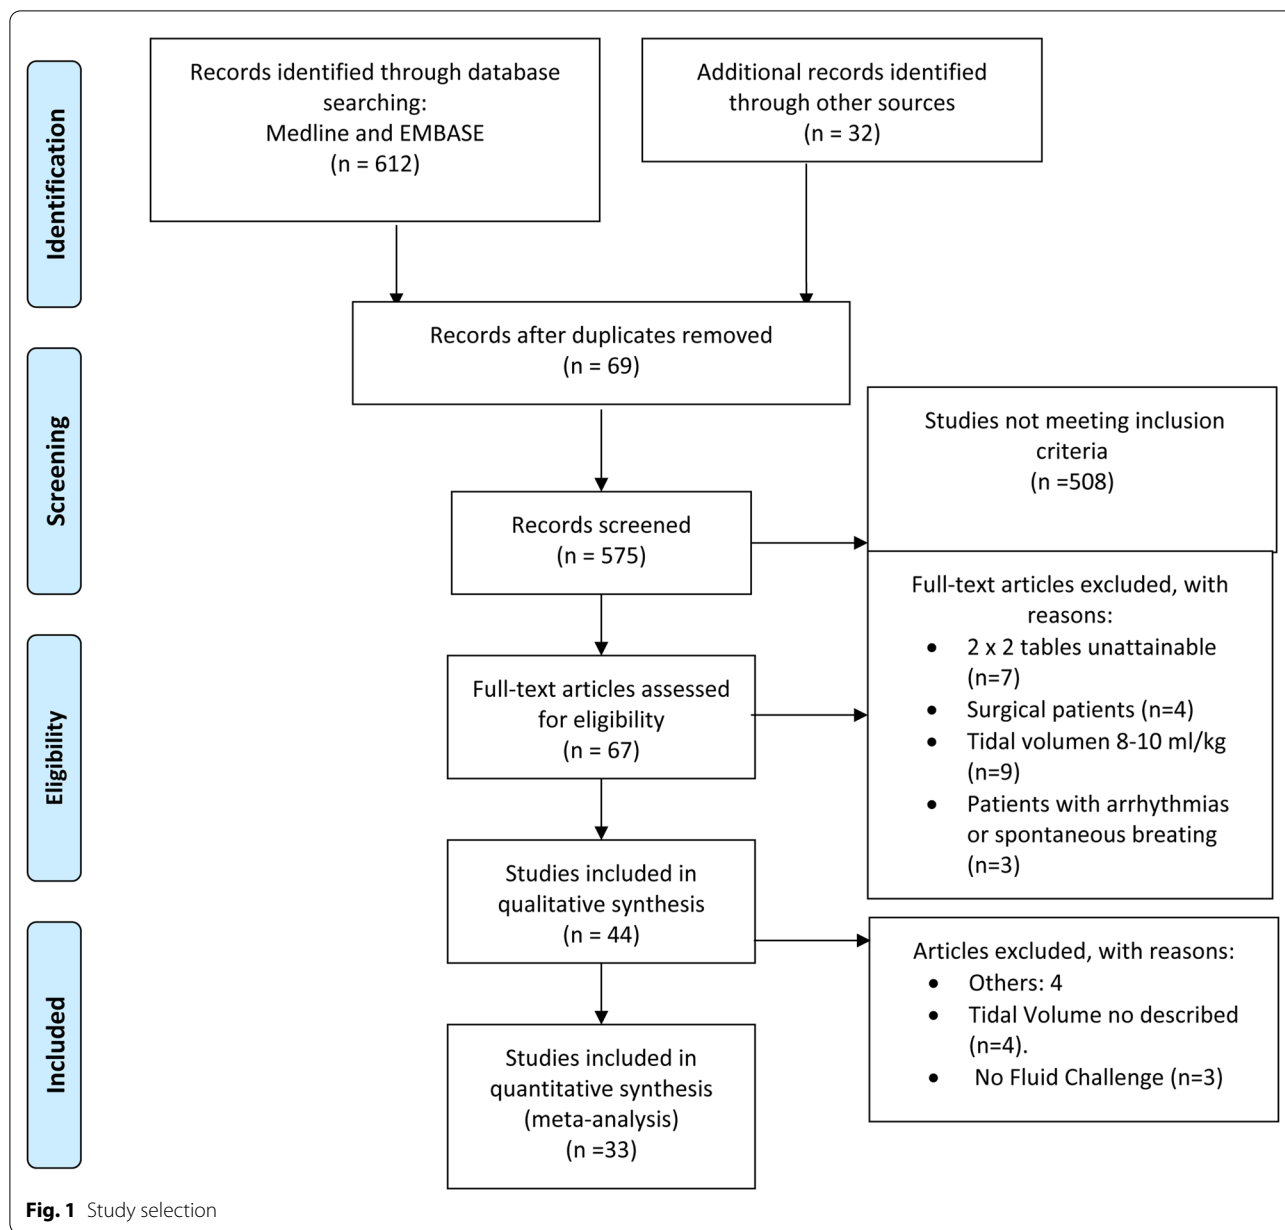 Identification
Records identified through database
searching:
Medline and EMBASE
(n = 612)
Additional records identified
through other sources
(n = 32)
Records after duplicates removed
(n = 69)
Screening
Studies not meeting inclusion
criteria
(n =508)
Records screened
(n = 575)
Full-text articles excluded, with
reasons:
• 2 x 2 tables unattainable
(n=7)
• Surgical patients (n=4)
• Tidal volumen 8-10 ml/kg
(n=9)
• Patients with arrhythmias
or spontaneous breating
(n=3)
Eligibility
Full-text articles assessed
for eligibility
(n = 67)
Studies included in
qualitative synthesis
(n = 44)
Articles excluded, with reasons:
• Others: 4
• Tidal Volume no described
(n=4).
• No Fluid Challenge (n=3)
Included
Studies included in
quantitative synthesis
(meta-analysis)
(n =33)
Fig. 1 Study selection